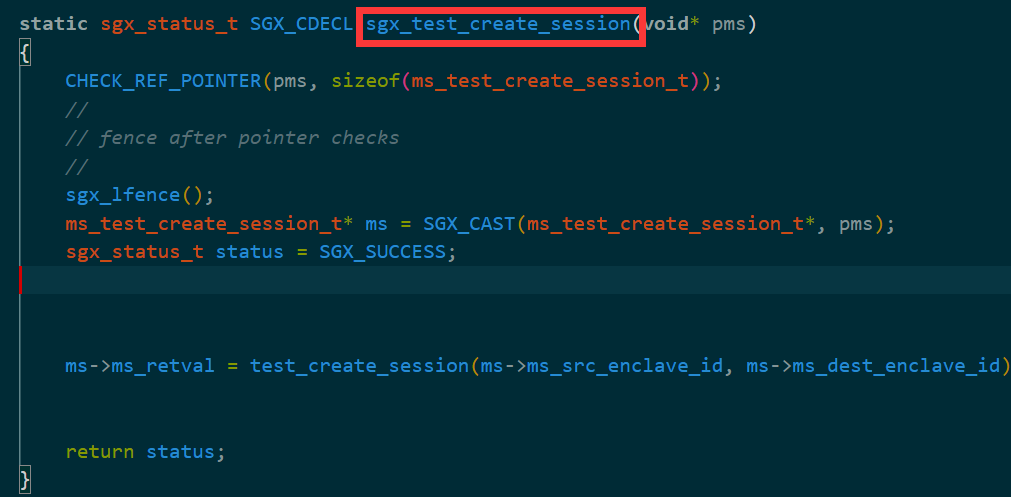 static sgx_status_t SGX_CDECL sgx_test_create_session(void* pms)
{
CHECK_REF_POINTER(pms, sizeof(ms_test_create_session_t));
//
// fence after pointer checks
//
sgx_lfence();
ms_test_create_session_t* ms = SGX_CAST(ms_test_create_session_t*, pms);
sgx_status_t status = SGX_SUCCESS;
ms->ms_retval = test_create_session(ms->ms_src_enclave_id, ms->ms_dest_enclave_id)
return status;
}